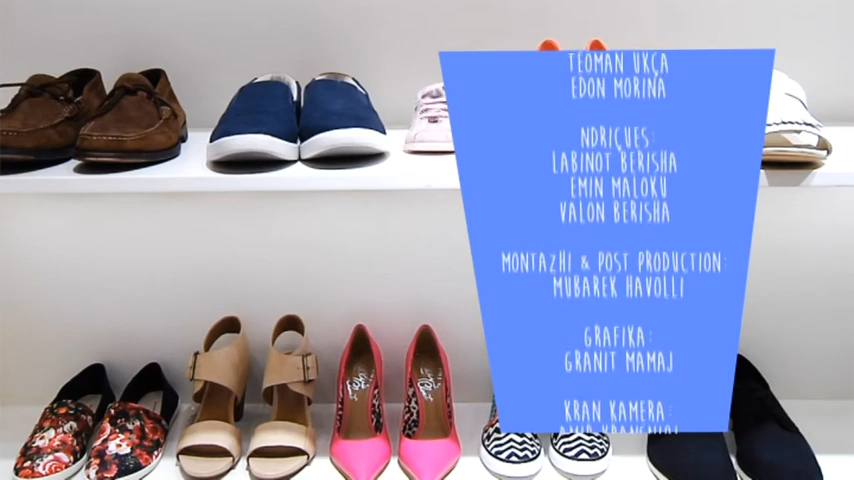 TEOMAN UKÇA
EDON MORINA
NDRIÇUES:
LABINOT BERISHA
EMIN MALOKU
VALON BERISHA
MONTAZHI & POST PRODUCTION:
MUBAREK HAVOLLI
GRAFIKA:
GRANIT MAMAJ
KRAN KAMERA: